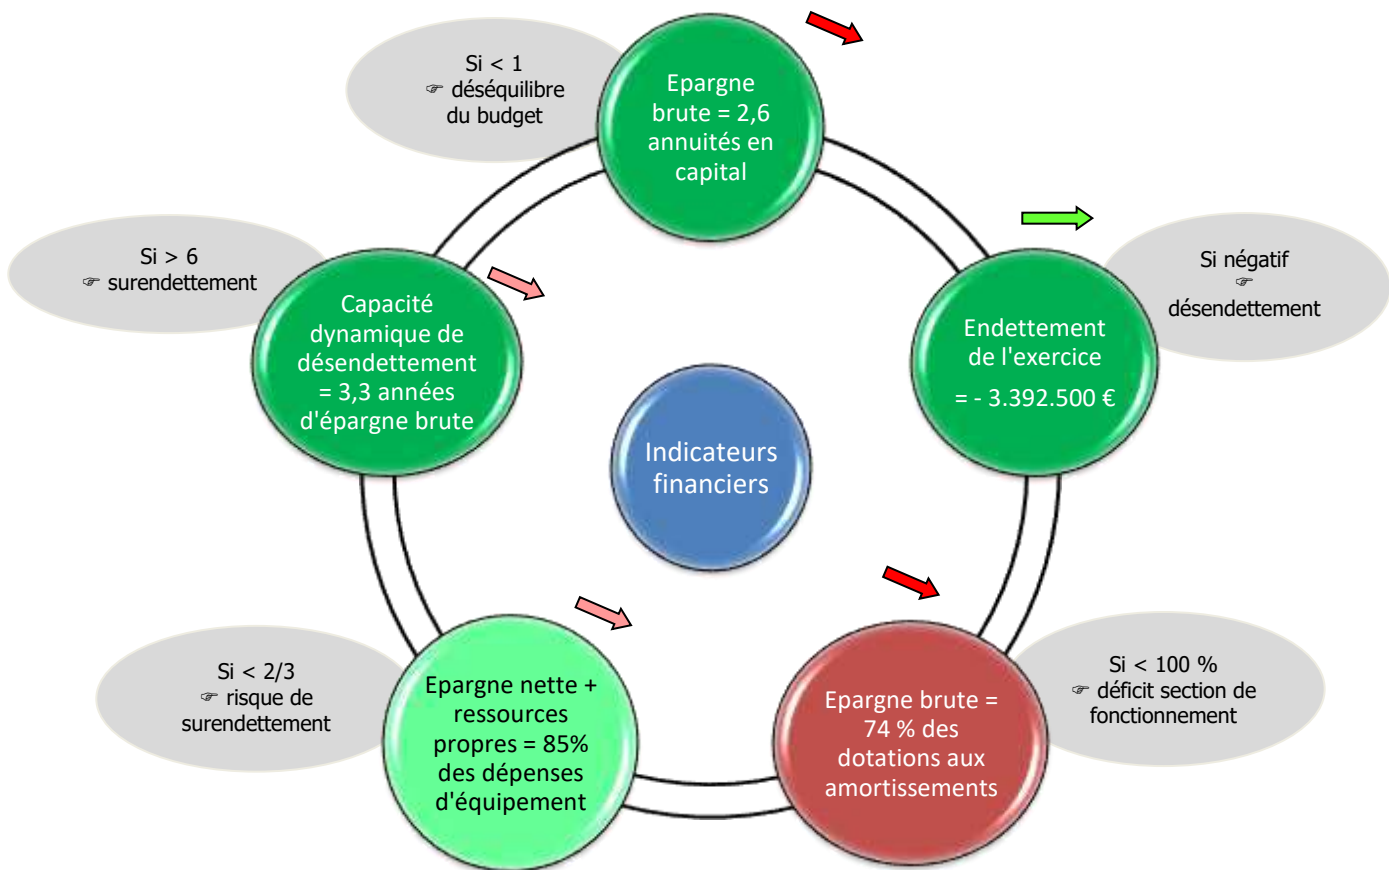 Si < 1
☞ déséquilibre
du budget
Epargne
brute = 2,6
annuités en
capital
Si > 6
☞ surendettement
Capacité
dynamique de
désendettement
= 3,3 années
d'épargne brute
Endettement
de l'exercice
= - 3.392.500 €
Si négatif
☞
désendettement
Indicateurs
financiers
Si < 2/3
☞ risque de
surendettement
Epargne nette +
ressources
propres = 85%
des dépenses
d'équipement
Epargne brute =
74 % des
dotations aux
amortissements
Si < 100 %
☞ déficit section de
fonctionnement